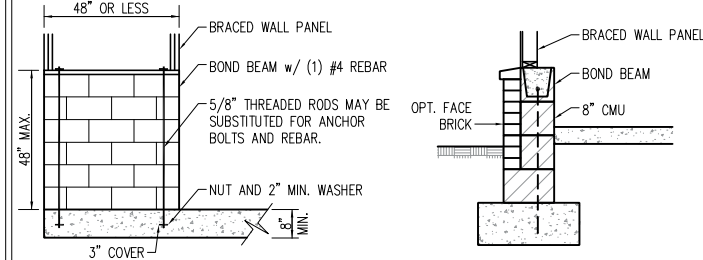 48" OR LESS
BRACED WALL PANEL
BOND BEAM w/ (1) #4 REBAR
5/8" THREADED RODS MAY BE
SUBSTITUTED FOR ANCHOR
BOLTS AND REBAR.
48" MAX.
NUT AND 2" MIN. WASHER
8"
MIN.
3" COVER
BRACED WALL PANEL
BOND BEAM
8" CMU
OPT. FACE
BRICK